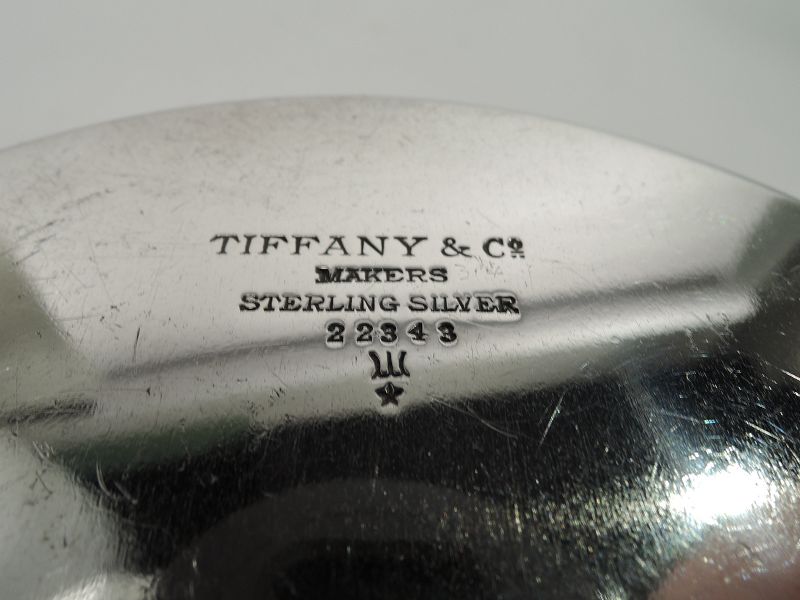 TIFFANY & Cº
MAKERS
STERLING SILVER
22343